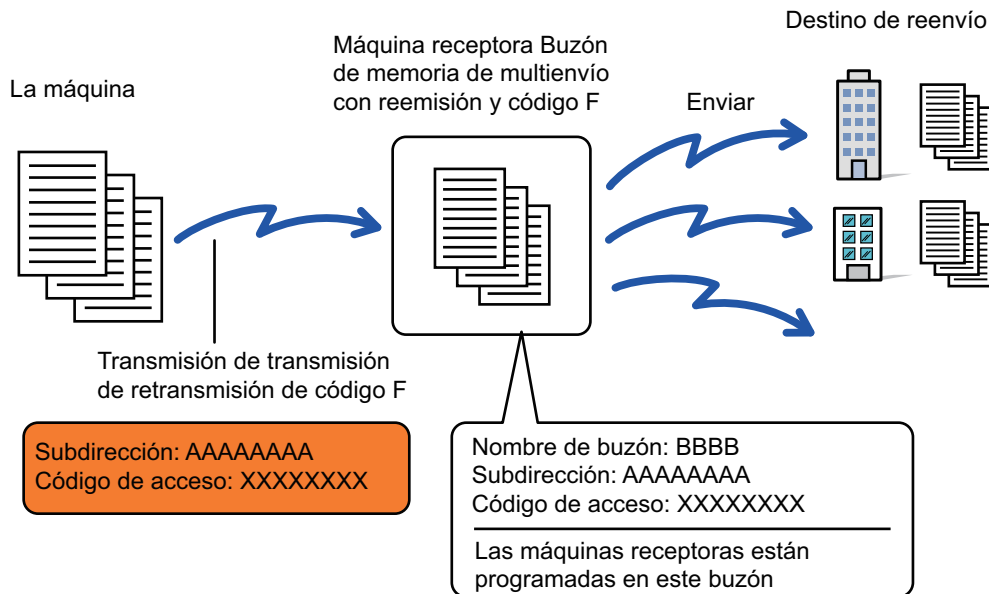 La máquina
Máquina receptora Buzón
de memoria de multienvío
con reemisión y código F
Enviar
Destino de reenvío
Transmisión de transmisión
de retransmisión de código F
Subdirección: AAAAAAAA
Código de acceso: XXXXXXXX
Nombre de buzón: BBBB
Subdirección: AAAAAAAA
Código de acceso: XXXXXXXX
Las máquinas receptoras están
programadas en este buzón